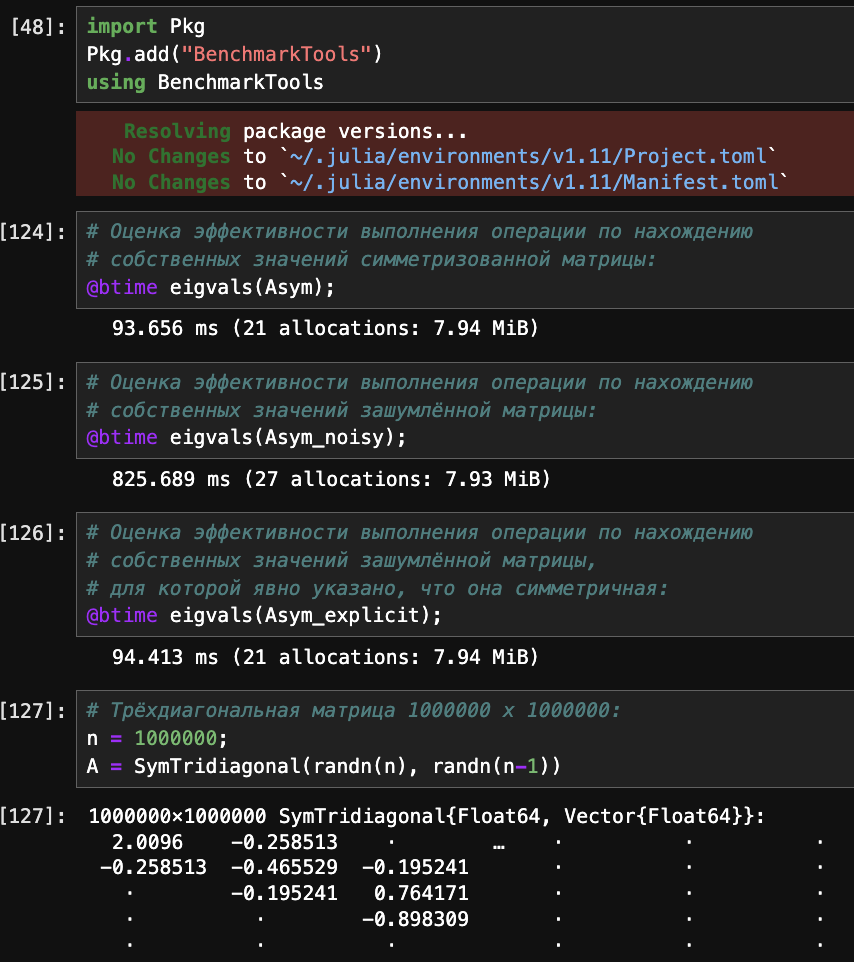 [48]: import Pkg
Pkg.add("BenchmarkTools")
using BenchmarkTools
Resolving package versions...
No Changes to `~/.julia/environments/v1.11/Project.toml`
No Changes to `~/.julia/environments/v1.11/Manifest.toml`
[124]: # Оценка эффективности выполнения операции по нахождению
# собственных значений симметризованной матрицы:
@btime eigvals(Asym);
93.656 ms (21 allocations: 7.94 MiB)
[125]: # Оценка эффективности выполнения операции по нахождению
# собственных значений зашумлённой матрицы:
@btime eigvals(Asym_noisy);
825.689 ms (27 allocations: 7.93 MiB)
[126]: # Оценка эффективности выполнения операции по нахождению
# собственных значений зашумлённой матрицы,
# для которой явно указано, что она симметричная:
@btime eigvals(Asym_explicit);
94.413 ms (21 allocations: 7.94 MiB)
[127]: # Трёхдиагональная матрица 1000000 x 1000000:
n = 1000000;
A = SymTridiagonal(randn(n), randn(n-1))
[127]: 1000000×1000000 SymTridiagonal{Float64, Vector{Float64}}:
2.0096 -0.258513 ⋅ … ⋅ ⋅ ⋅
-0.258513 -0.465529 -0.195241 ⋅ ⋅ ⋅
⋅ -0.195241 0.764171 ⋅ ⋅ ⋅
⋅ ⋅ -0.898309 ⋅ ⋅ ⋅
⋅ ⋅ ⋅ ⋅ ⋅ ⋅